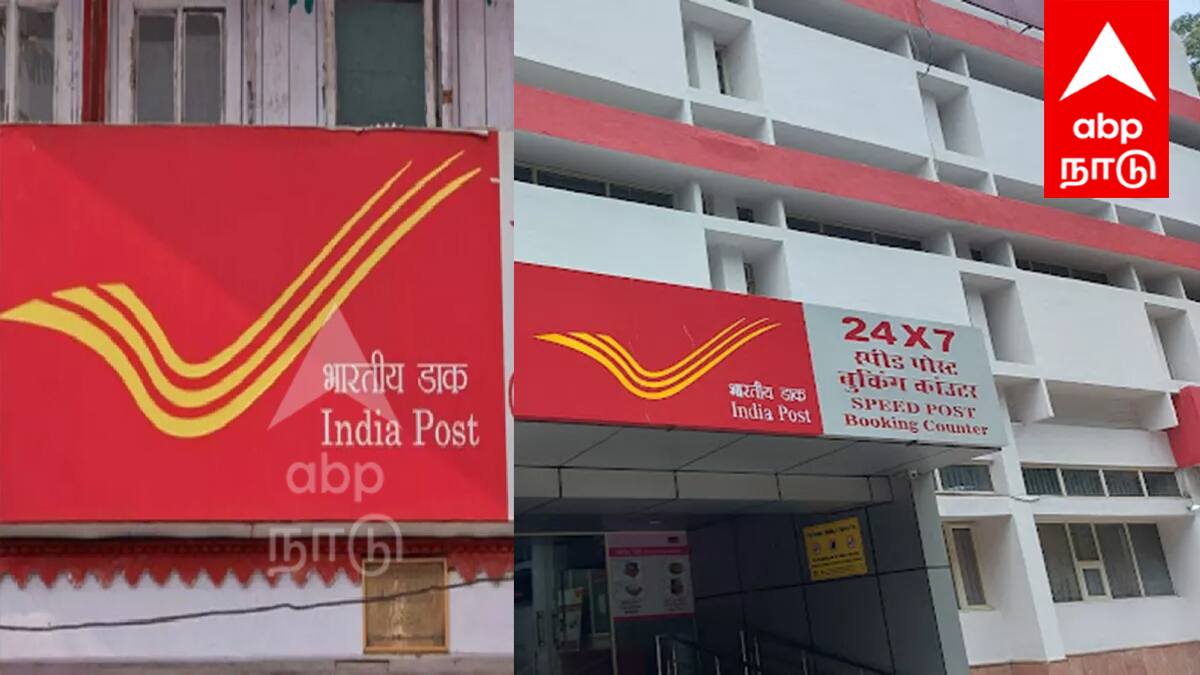 भारतीय डाक
India Post
abp
நாடு
भारतीय डाक
India Post
24X7
स्पीड पोस्ट
बुकिंग काउंटर
SPEED POST
Booking Counter
abp
நாடு